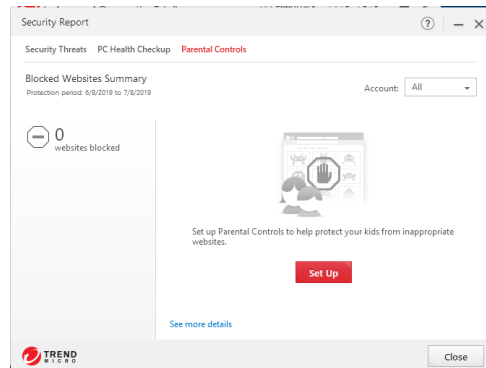 Security Report
?
Security Threats PC Health Checkup Parental Controls
Blocked Websites Summary
Protection period: 6/8/2019 to 7/8/2019
Account: All
0
websites blocked
Set up Parental Controls to help protect your kids from inappropriate
websites.
Set Up
See more details
TREND
MICRO
Close